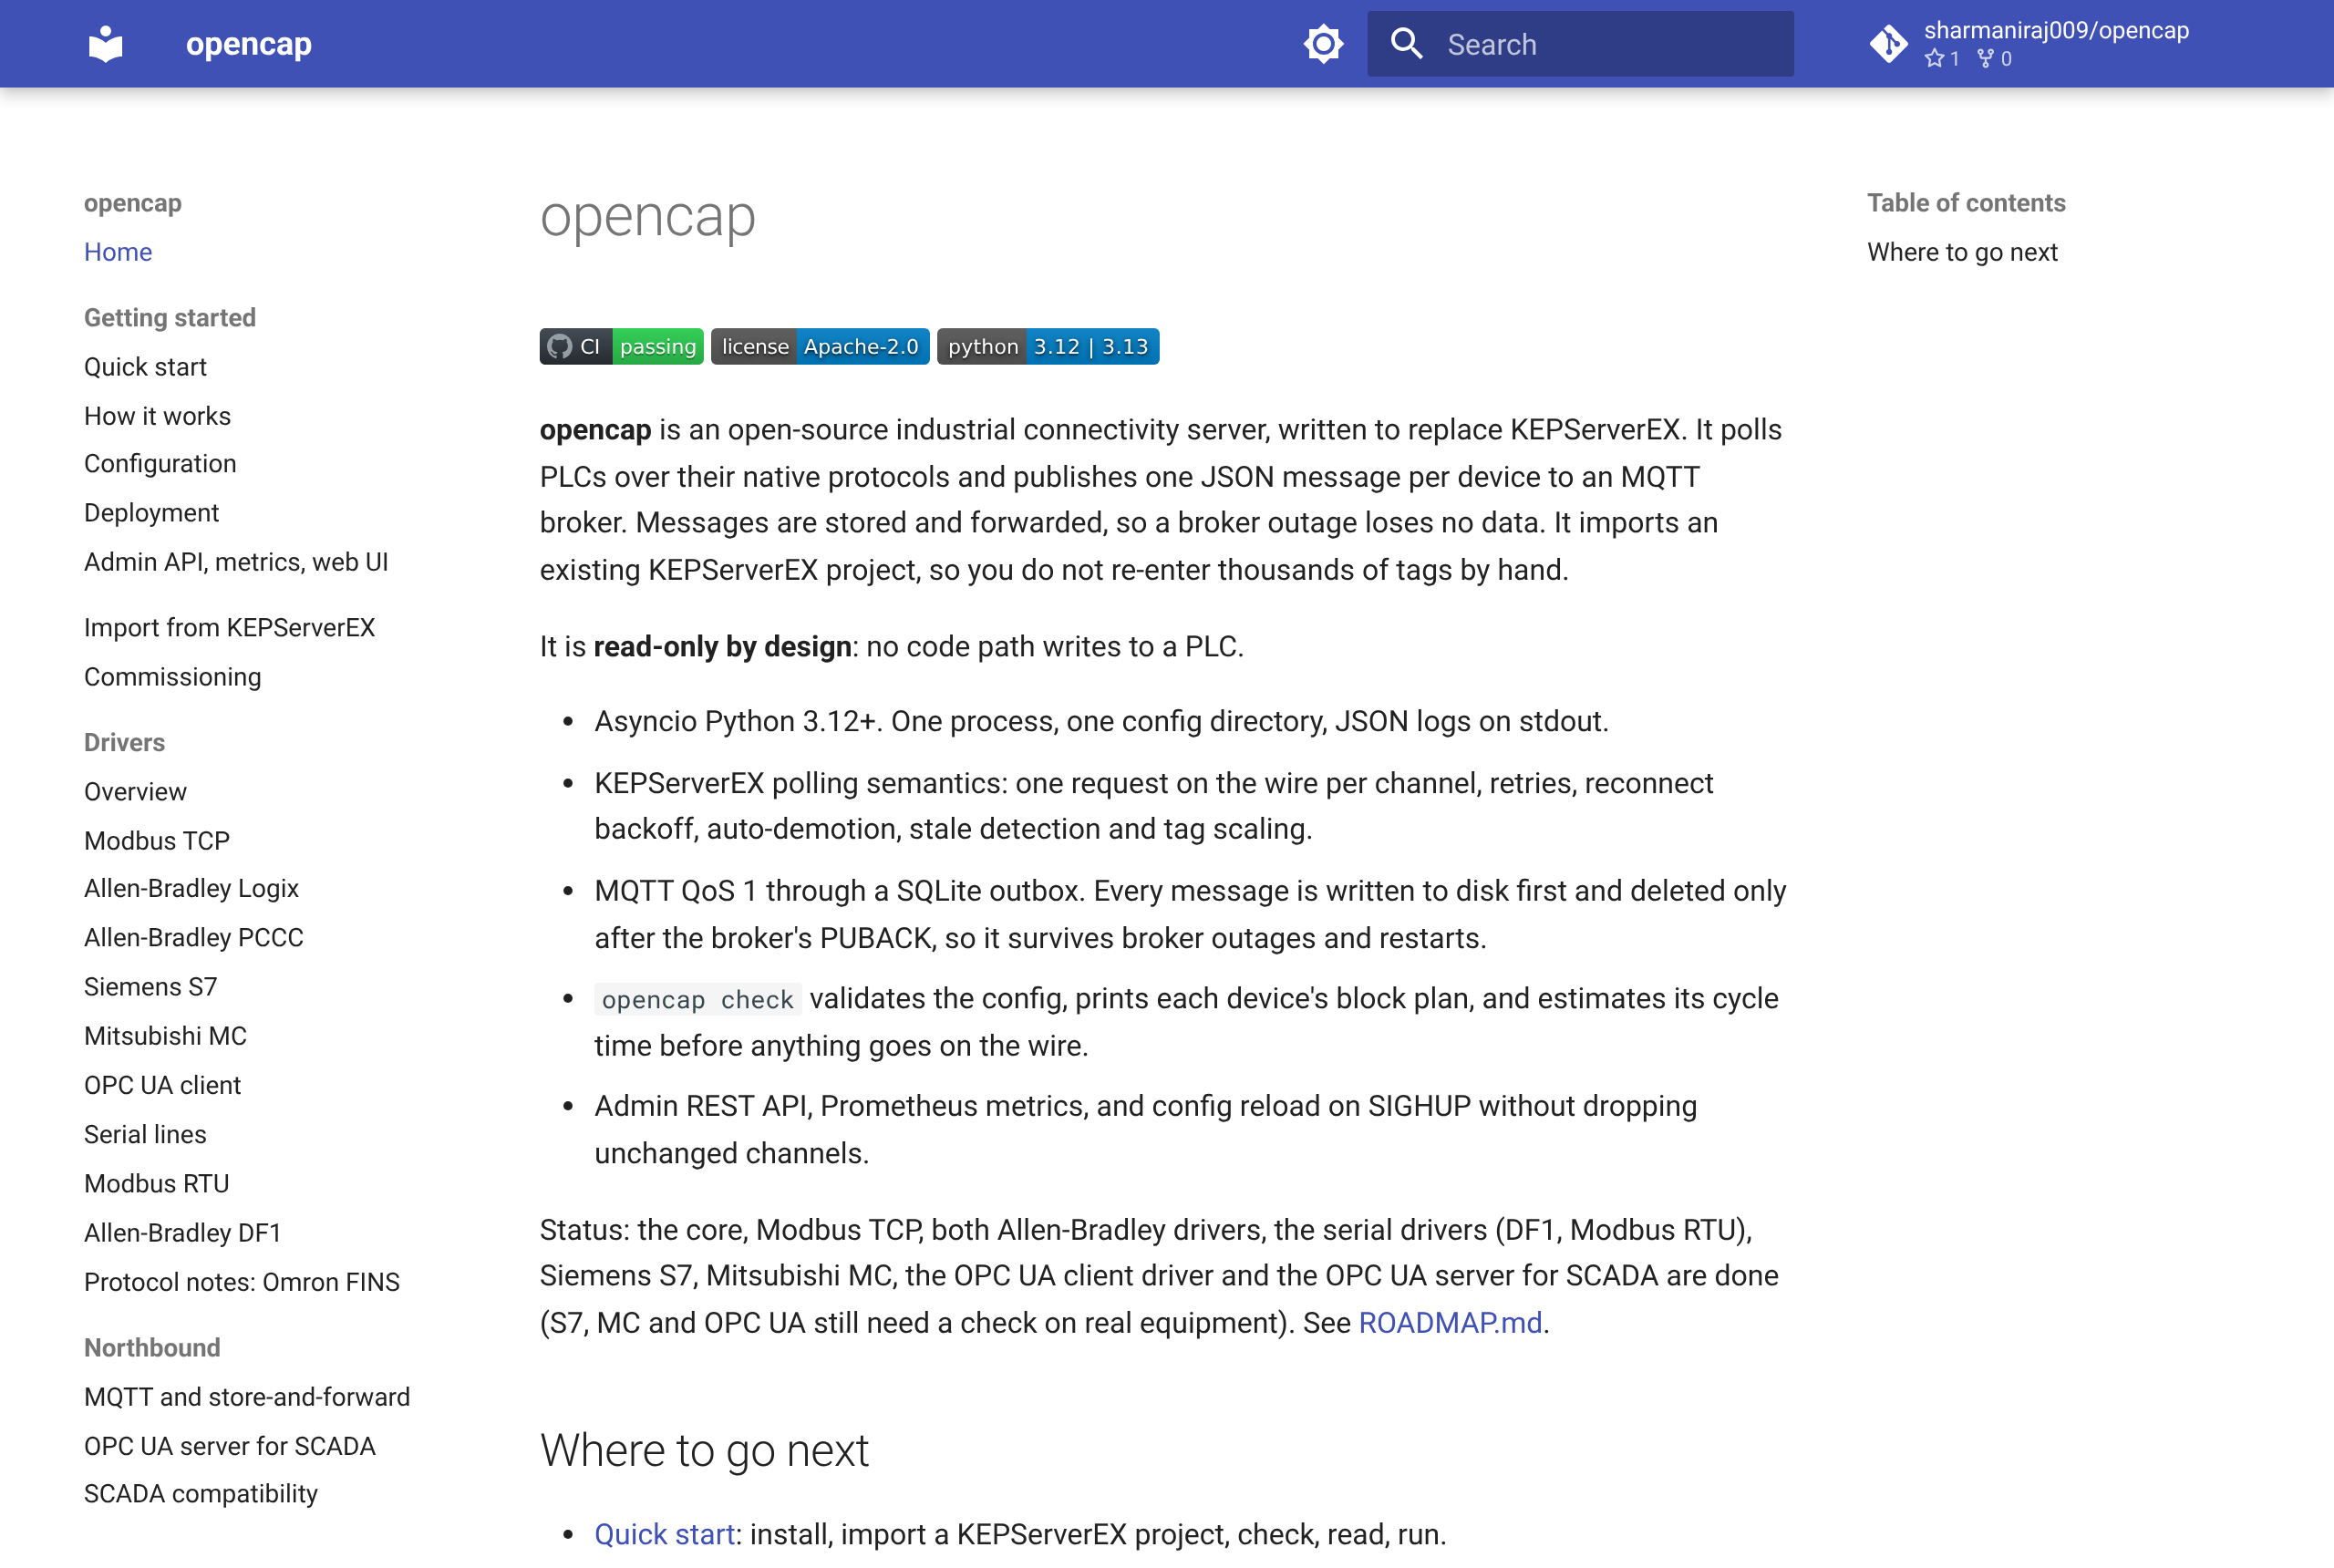 opencap
Search
sharmaniraj009/opencap
1 0
opencap
Home
Getting started
Quick start
How it works
Configuration
Deployment
Admin API, metrics, web UI
Import from KEPServerEX
Commissioning
Drivers
Overview
Modbus TCP
Allen-Bradley Logix
Allen-Bradley PCCC
Siemens S7
Mitsubishi MC
OPC UA client
Serial lines
Modbus RTU
Allen-Bradley DF1
Protocol notes: Omron FINS
Northbound
MQTT and store-and-forward
OPC UA server for SCADA
SCADA compatibility
opencap
CI passing license Apache-2.0 python 3.12 | 3.13
opencap is an open-source industrial connectivity server, written to replace KEPServerEX. It polls
PLCs over their native protocols and publishes one JSON message per device to an MQTT
broker. Messages are stored and forwarded, so a broker outage loses no data. It imports an
existing KEPServerEX project, so you do not re-enter thousands of tags by hand.
It is read-only by design: no code path writes to a PLC.
• Asyncio Python 3.12+. One process, one config directory, JSON logs on stdout.
• KEPServerEX polling semantics: one request on the wire per channel, retries, reconnect
backoff, auto-demotion, stale detection and tag scaling.
• MQTT QoS 1 through a SQLite outbox. Every message is written to disk first and deleted only
after the broker's PUBACK, so it survives broker outages and restarts.
• opencap check validates the config, prints each device's block plan, and estimates its cycle
time before anything goes on the wire.
• Admin REST API, Prometheus metrics, and config reload on SIGHUP without dropping
unchanged channels.
Status: the core, Modbus TCP, both Allen-Bradley drivers, the serial drivers (DF1, Modbus RTU),
Siemens S7, Mitsubishi MC, the OPC UA client driver and the OPC UA server for SCADA are done
(S7, MC and OPC UA still need a check on real equipment). See ROADMAP.md.
Where to go next
• Quick start: install, import a KEPServerEX project, check, read, run.
Table of contents
Where to go next